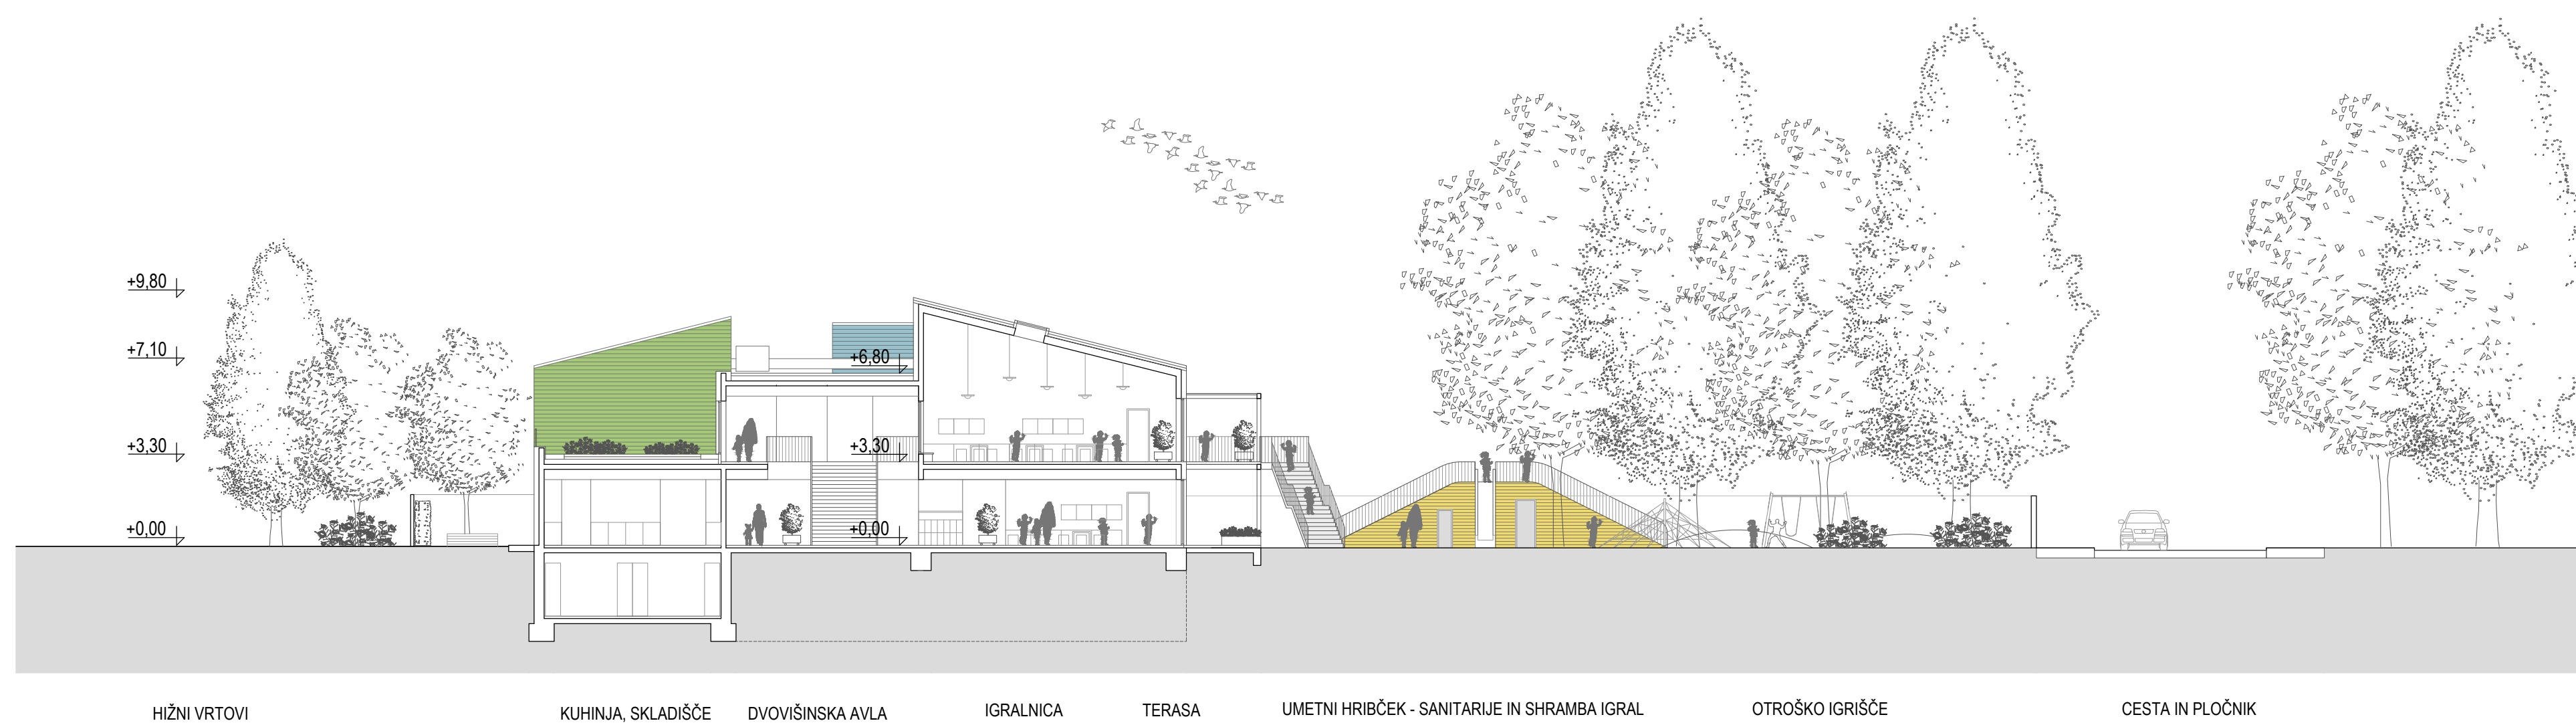 +9,80
+7,10
+6,80
+3,30
+3,30
+0,00
+0,00
HIŽNI VRTOVI
KUHINJA, SKLADIŠČE
DVOVIŠINSKA AVLA
IGRALNICA
TERASA
UMETNI HRIBČEK - SANITARIJE IN SHRAMBA IGRAL
OTROŠKO IGRIŠČE
CESTA IN PLOČNIK